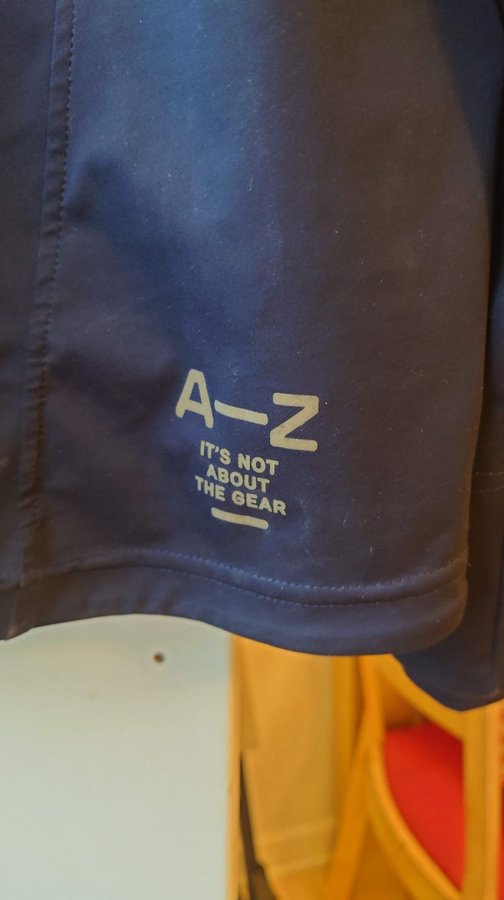 A—Z
IT'S NOT
ABOUT
THE GEAR